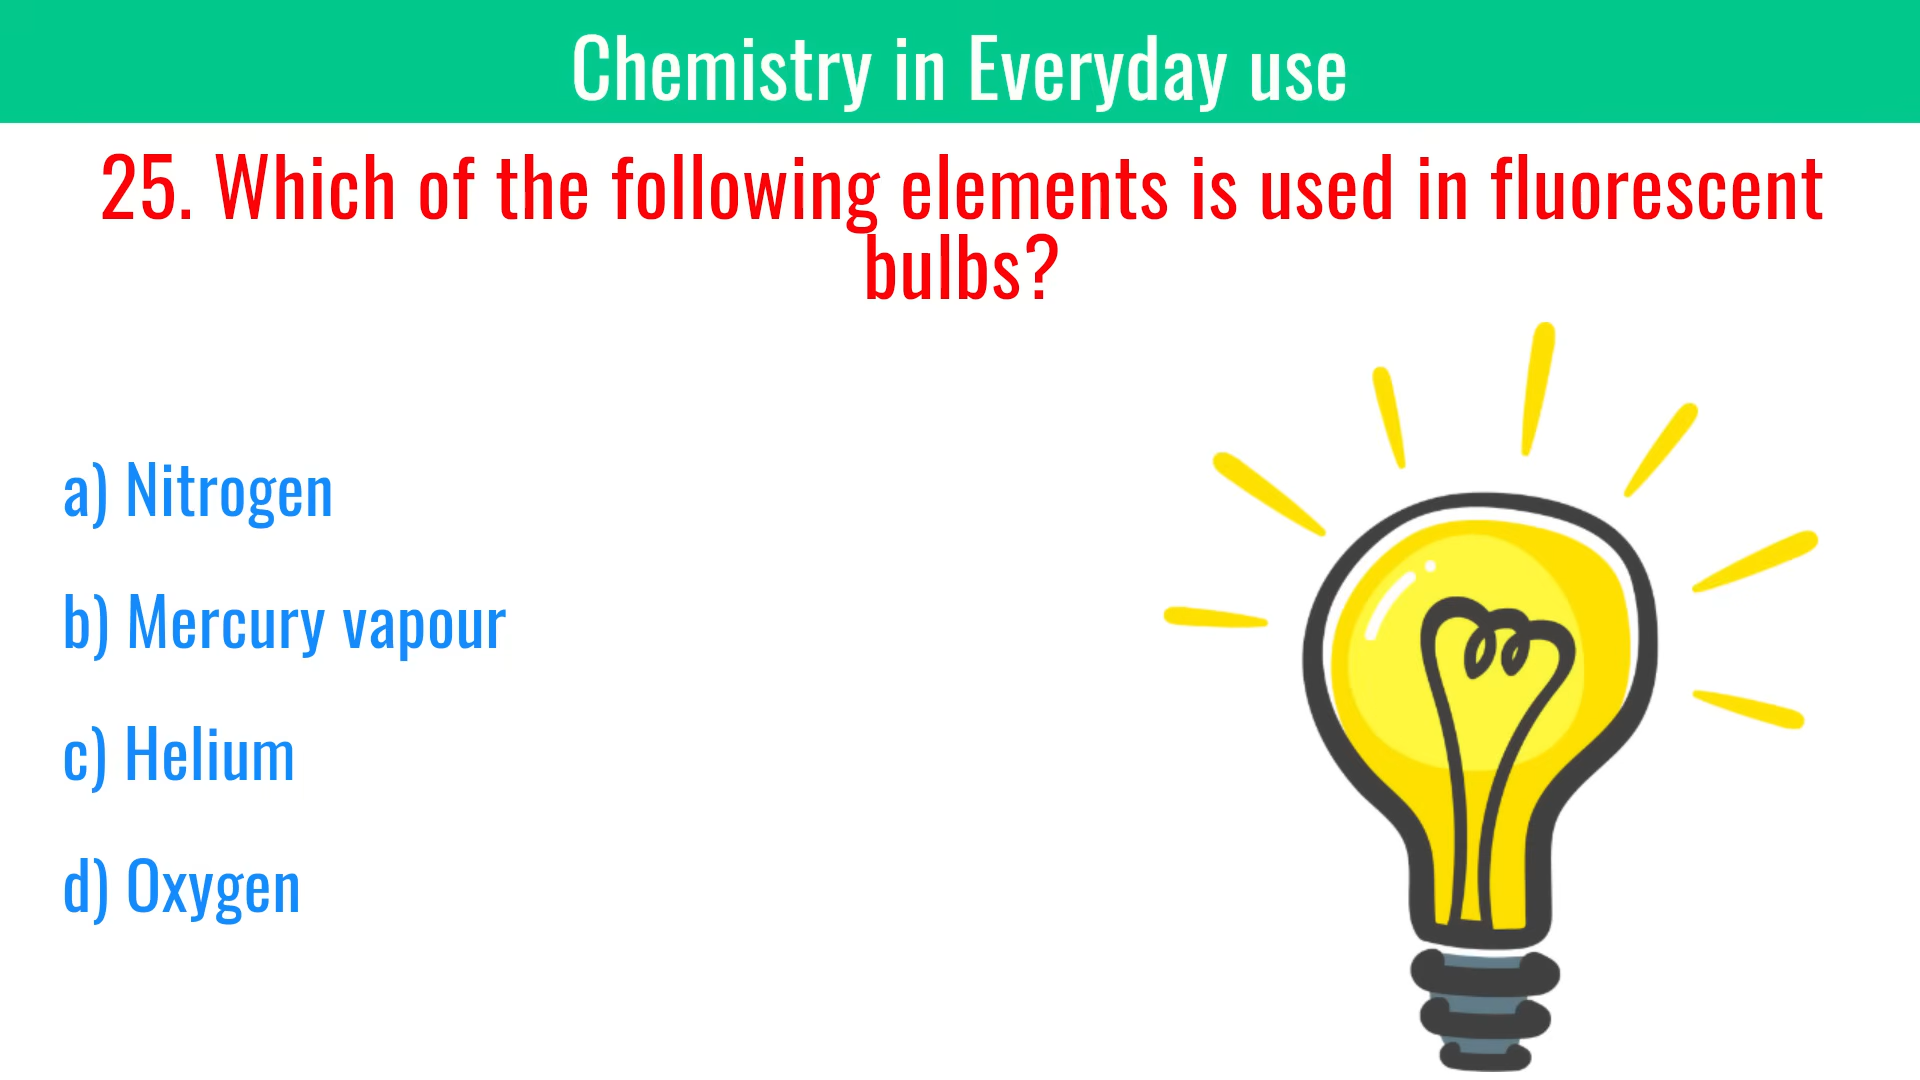 Chemistry in Everyday use
25. Which of the following elements is used in fluorescent
bulbs?
a) Nitrogen
b) Mercury vapour
c) Helium
d) Oxygen